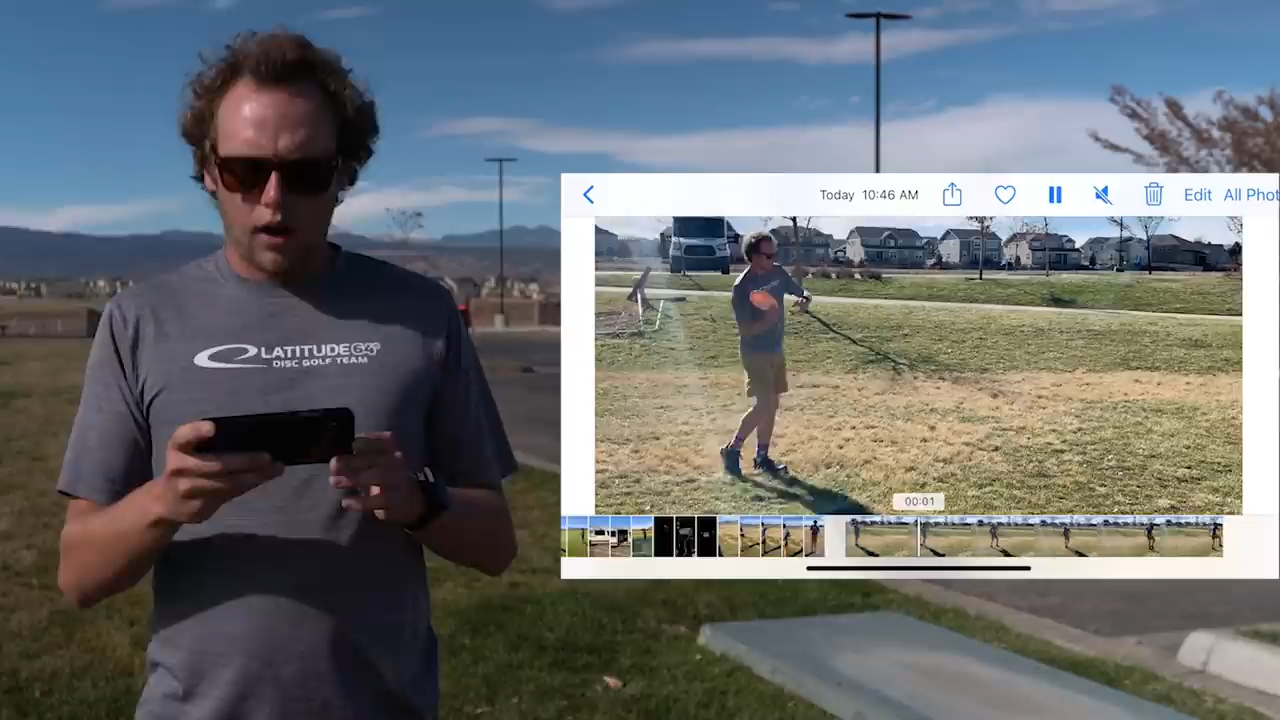 LATITUDE 64°
DISC GOLF TEAM
Today 10:46 AM
Edit All Phot
00:01